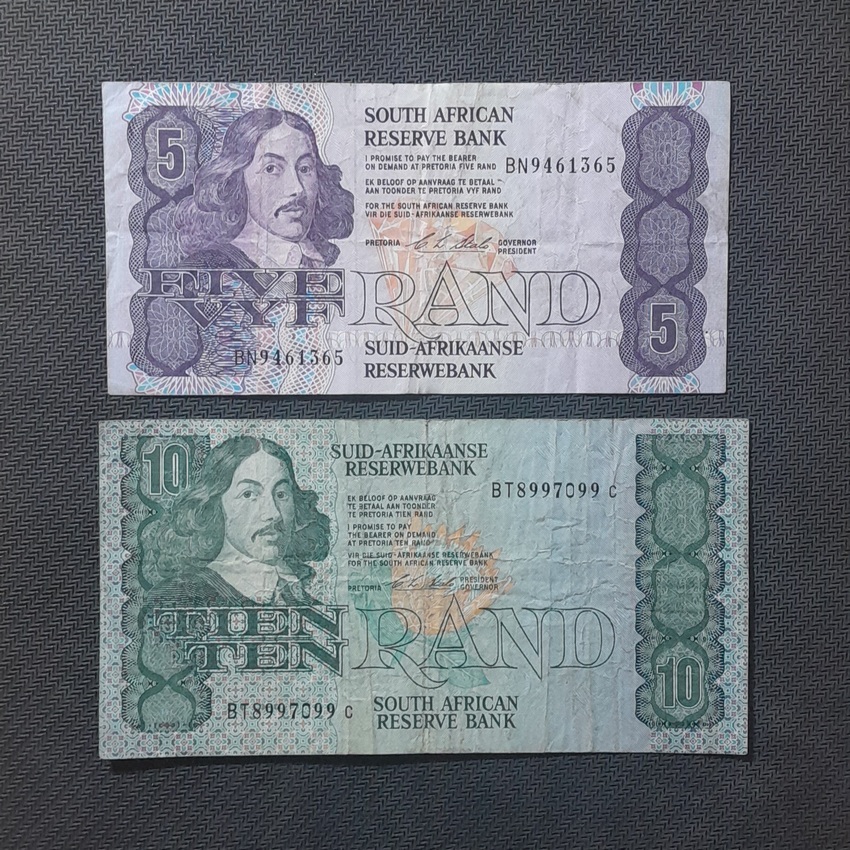 5
SOUTH AFRICAN
RESERVE BANK
I PROMISE TO PAY THE BEARER
ON DEMAND AT PRETORIA FIVE RAND
BN9461365
EK BELOOF OP AANVRAAG TE BETAAL
AAN TOONDER TE PRETORIA VYF RAND
FOR THE SOUTH AFRICAN RESERVE BANK
VIR DIE SUID-AFRIKAANSE RESERWEBANK
PRETORIA
GOVERNOR
PRESIDENT
FIVE
VYF
RAND
BN9461365
SUID-AFRIKAANSE
RESERWEBANK
5
10
SUID-AFRIKAANSE
RESERWEBANK
BT8997099 C
EK BELOOF OP AANVRAAG
TE BETAAL AAN TOONDER
TE PRETORIA TIEN RAND
I PROMISE TO PAY
THE BEARER ON DEMAND
AT PRETORIA TEN RAND
VIR DIE SUID-AFRIKAANSE RESERWEBANK
FOR THE SOUTH AFRICAN RESERVE BANK
PRETORIA
PRESIDENT
GOVERNOR
TIEN
TEN
RAND
BT8997099 C
SOUTH AFRICAN
RESERVE BANK
10